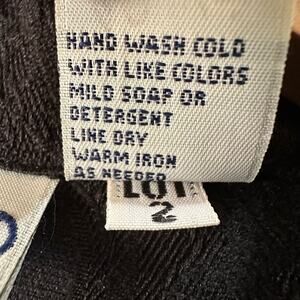 HAND WASH COLD
WITH LIKE COLORS
MILD SOAP OR
DETERGENT
LINE DRY
WARM IRON
AS NEEDED
LOT
2